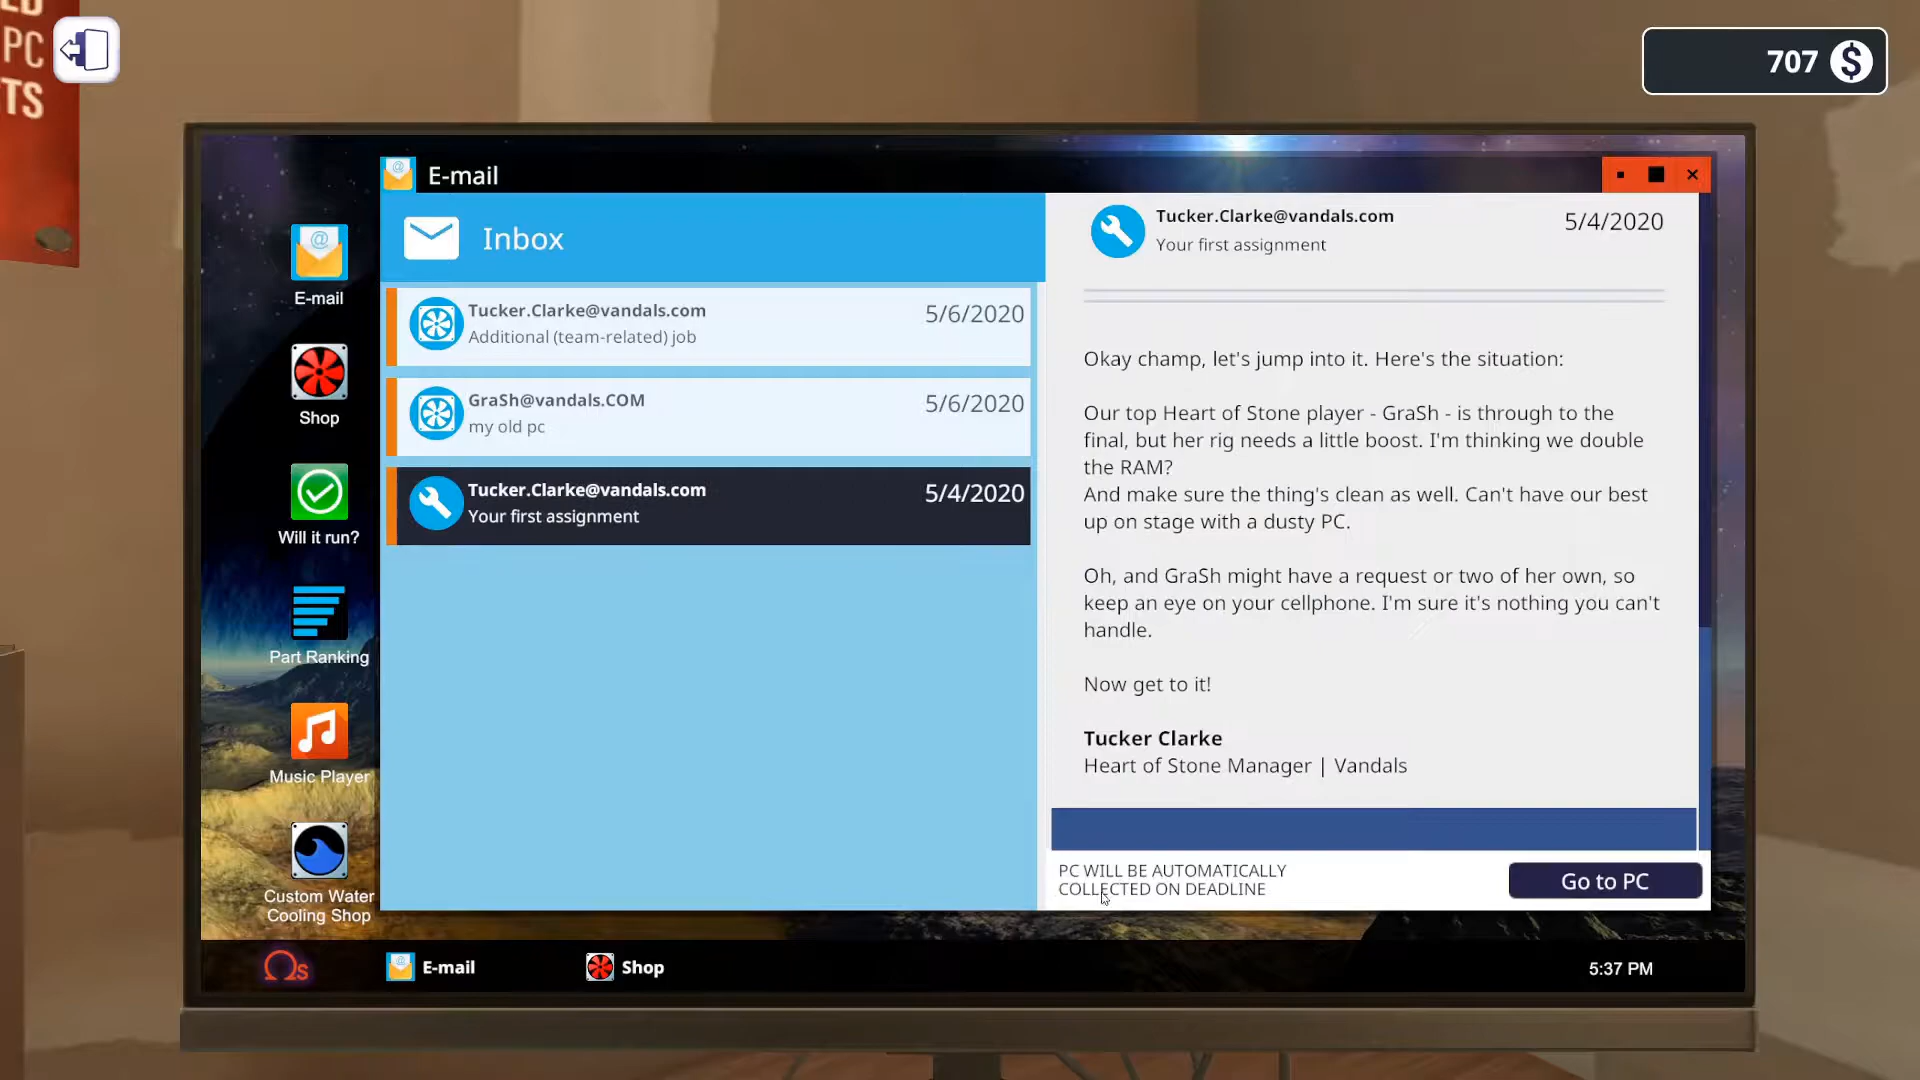 PC
TS
707
E-mail
E-mail
Shop
Will it run?
Part Ranking
Music Player
Custom Water
Cooling Shop
Inbox
Tucker.Clarke@vandals.com
5/6/2020
Additional (team-related) job
GraSh@vandals.COM
5/6/2020
my old pc
Tucker.Clarke@vandals.com
5/4/2020
Your first assignment
Tucker.Clarke@vandals.com
5/4/2020
Your first assignment
Okay champ, let's jump into it. Here's the situation:
Our top Heart of Stone player - GraSh - is through to the
final, but her rig needs a little boost. I'm thinking we double
the RAM?
And make sure the thing's clean as well. Can't have our best
up on stage with a dusty PC.
Oh, and GraSh might have a request or two of her own, so
keep an eye on your cellphone. I'm sure it's nothing you can't
handle.
Now get to it!
Tucker Clarke
Heart of Stone Manager | Vandals
PC WILL BE AUTOMATICALLY
COLLECTED ON DEADLINE
Go to PC
Ωs
E-mail
Shop
5:37 PM